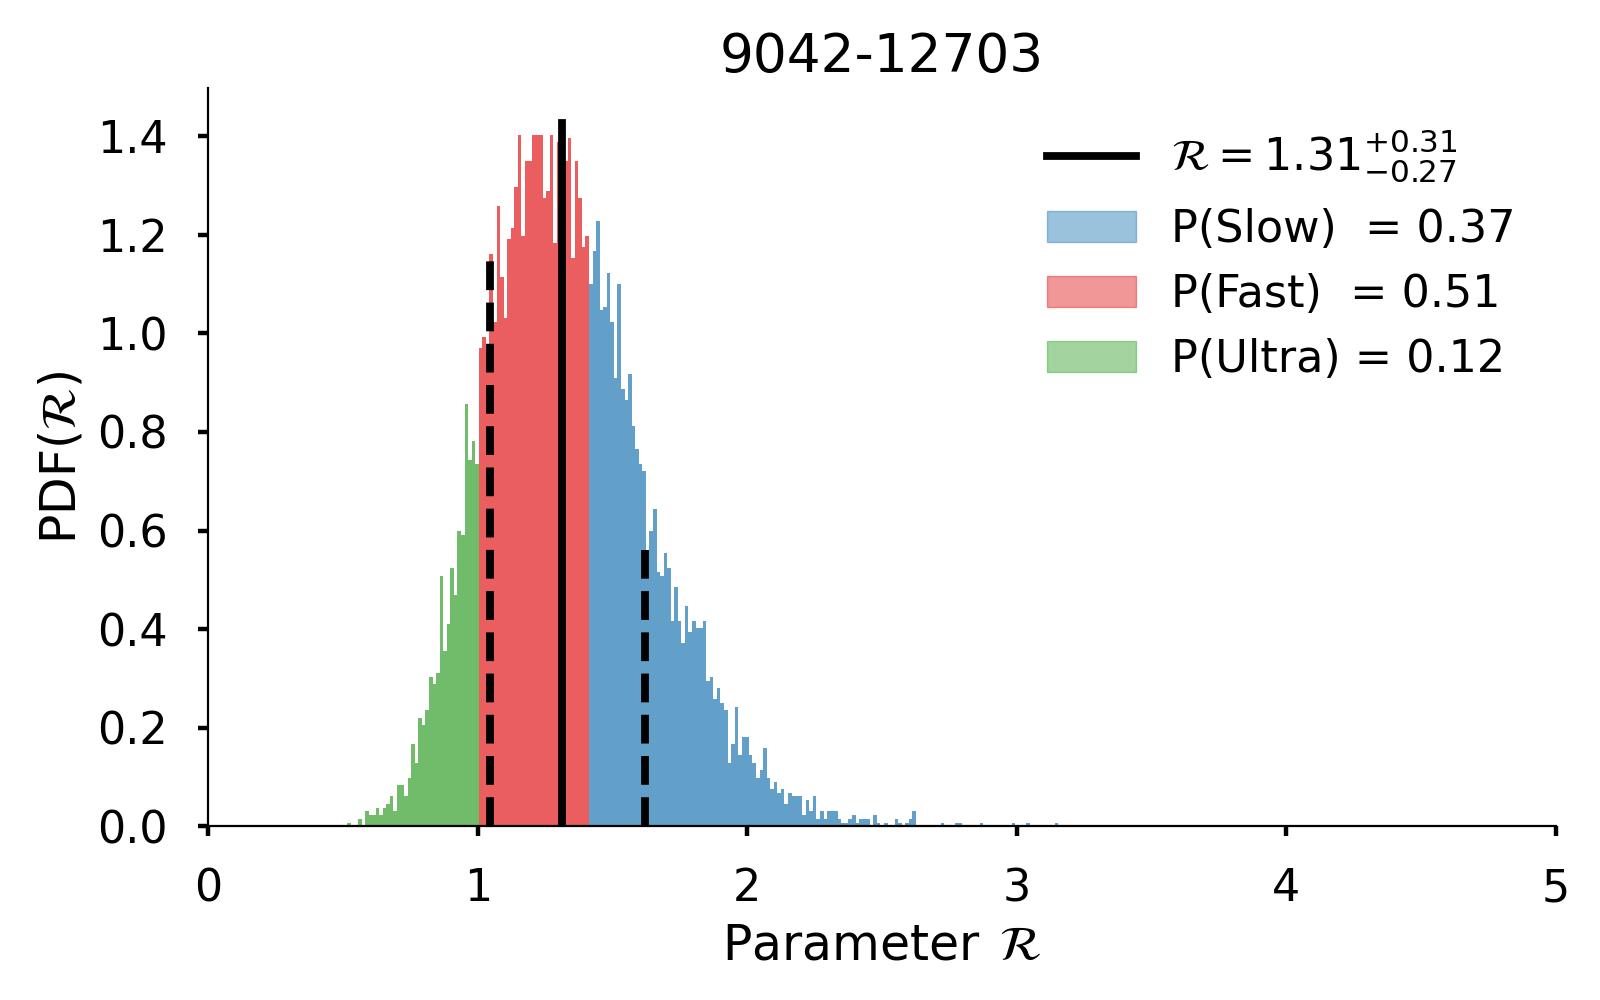 9042-12703
PDF(ℛ)
1.4
1.2
1.0
0.8
0.6
0.4
0.2
0.0
ℛ = 1.31 +0.31 −0.27
P(Slow) = 0.37
P(Fast) = 0.51
P(Ultra) = 0.12
0 1 2 3 4 5
Parameter ℛ